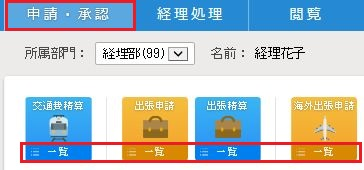 申請・承認 経理処理 閲覧
所属部門： 経理部(99) 名前： 経理花子
交通費精算 出張申請 出張精算 海外出張申請
一覧 一覧 一覧 一覧